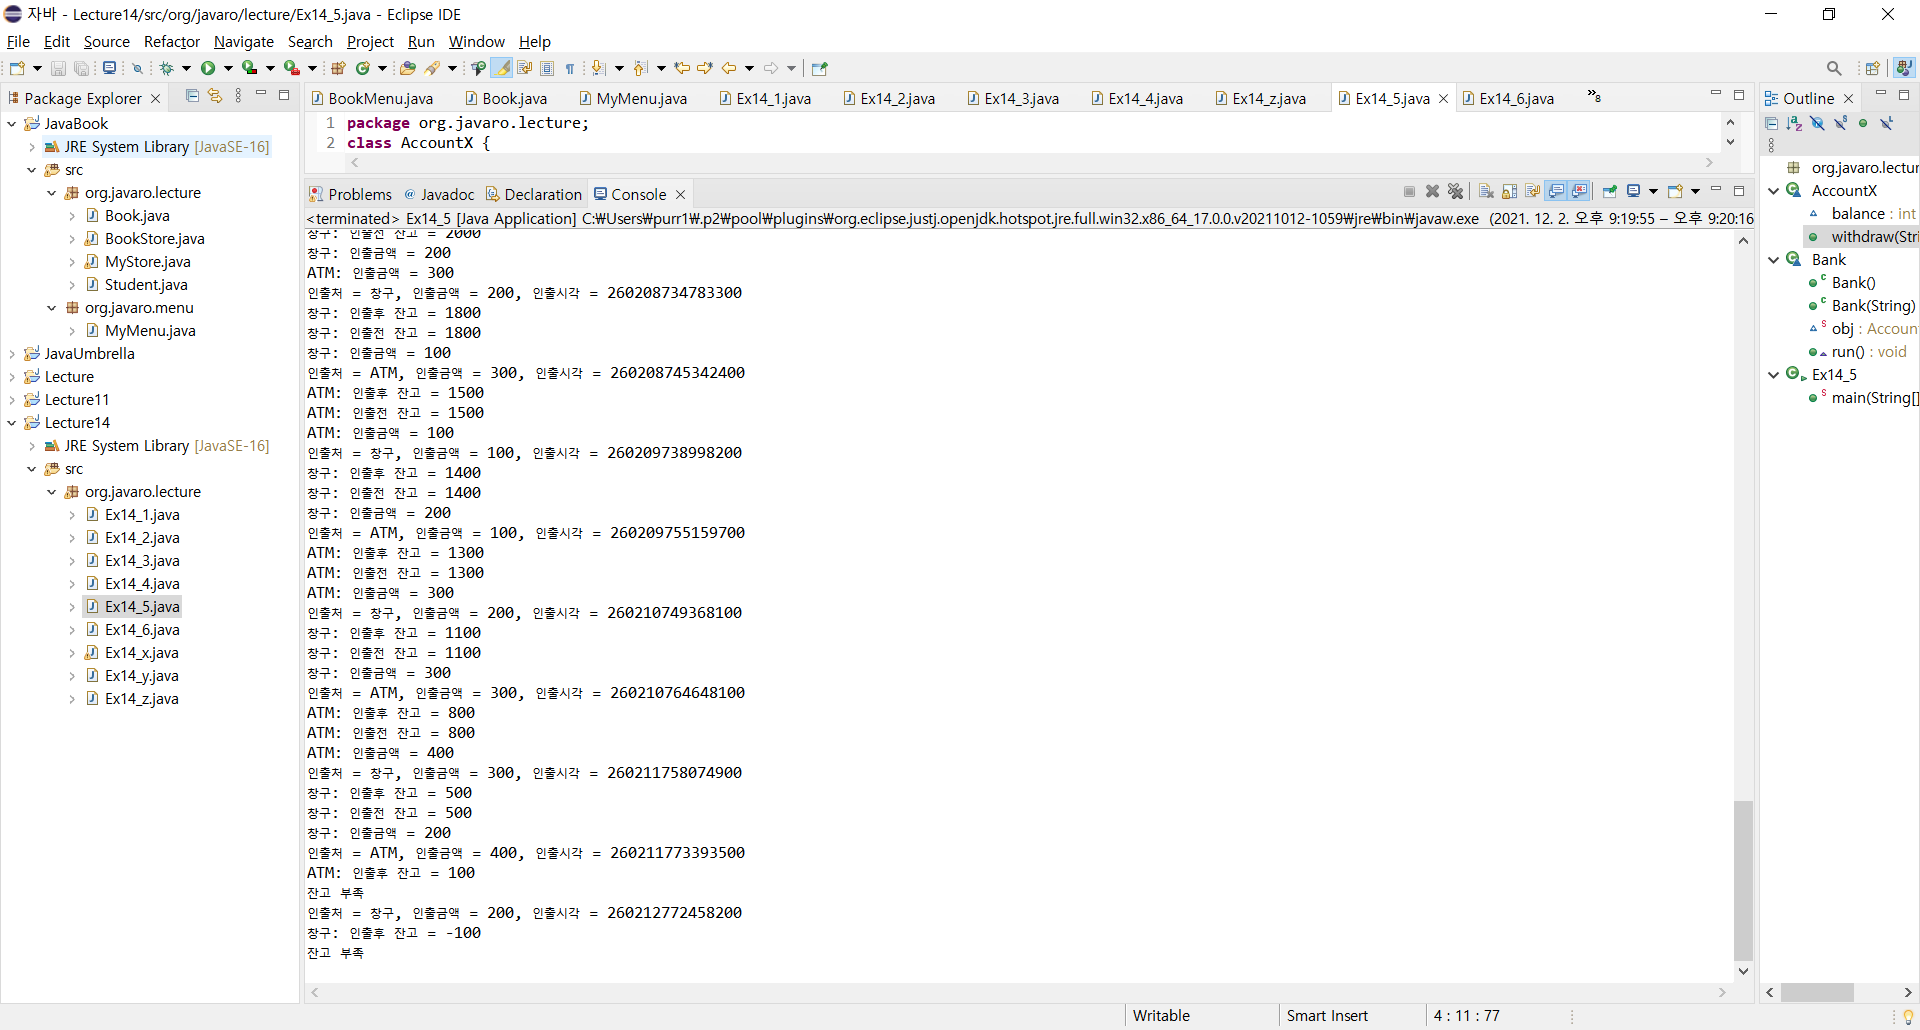 자바 - Lecture14/src/org/javaro/lecture/Ex14_5.java - Eclipse IDE
File Edit Source Refactor Navigate Search Project Run Window Help
Package Explorer
JavaBook
JRE System Library [JavaSE-16]
src
org.javaro.lecture
Book.java
BookStore.java
MyStore.java
Student.java
org.javaro.menu
MyMenu.java
JavaUmbrella
Lecture
Lecture11
Lecture14
JRE System Library [JavaSE-16]
src
org.javaro.lecture
Ex14_1.java
Ex14_2.java
Ex14_3.java
Ex14_4.java
Ex14_5.java
Ex14_6.java
Ex14_x.java
Ex14_y.java
Ex14_z.java
BookMenu.java Book.java MyMenu.java Ex14_1.java Ex14_2.java Ex14_3.java Ex14_4.java Ex14_z.java Ex14_5.java Ex14_6.java »8
1 package org.javaro.lecture;
2 class AccountX {
Problems @ Javadoc Declaration Console
<terminated> Ex14_5 [Java Application] C:₩Users₩purr1₩.p2₩pool₩plugins₩org.eclipse.justj.openjdk.hotspot.jre.full.win32.x86_64_17.0.0.v20211012-1059₩jre₩bin₩javaw.exe (2021. 12. 2. 오후 9:19:55 – 오후 9:20:16
창구: 인출전 잔고 = 2000
창구: 인출금액 = 200
ATM: 인출금액 = 300
인출처 = 창구, 인출금액 = 200, 인출시각 = 260208734783300
창구: 인출후 잔고 = 1800
창구: 인출전 잔고 = 1800
창구: 인출금액 = 100
인출처 = ATM, 인출금액 = 300, 인출시각 = 260208745342400
ATM: 인출후 잔고 = 1500
ATM: 인출전 잔고 = 1500
ATM: 인출금액 = 100
인출처 = 창구, 인출금액 = 100, 인출시각 = 260209738998200
창구: 인출후 잔고 = 1400
창구: 인출전 잔고 = 1400
창구: 인출금액 = 200
인출처 = ATM, 인출금액 = 100, 인출시각 = 260209755159700
ATM: 인출후 잔고 = 1300
ATM: 인출전 잔고 = 1300
ATM: 인출금액 = 300
인출처 = 창구, 인출금액 = 200, 인출시각 = 260210749368100
창구: 인출후 잔고 = 1100
창구: 인출전 잔고 = 1100
창구: 인출금액 = 300
인출처 = ATM, 인출금액 = 300, 인출시각 = 260210764648100
ATM: 인출후 잔고 = 800
ATM: 인출전 잔고 = 800
ATM: 인출금액 = 400
인출처 = 창구, 인출금액 = 300, 인출시각 = 260211758074900
창구: 인출후 잔고 = 500
창구: 인출전 잔고 = 500
창구: 인출금액 = 200
인출처 = ATM, 인출금액 = 400, 인출시각 = 260211773393500
ATM: 인출후 잔고 = 100
잔고 부족
인출처 = 창구, 인출금액 = 200, 인출시각 = 260212772458200
창구: 인출후 잔고 = -100
잔고 부족
Outline
org.javaro.lectur
AccountX
balance : int
withdraw(Stri
Bank
Bank()
Bank(String)
obj : Accoun
run() : void
Ex14_5
main(String[]
Writable Smart Insert 4 : 11 : 77